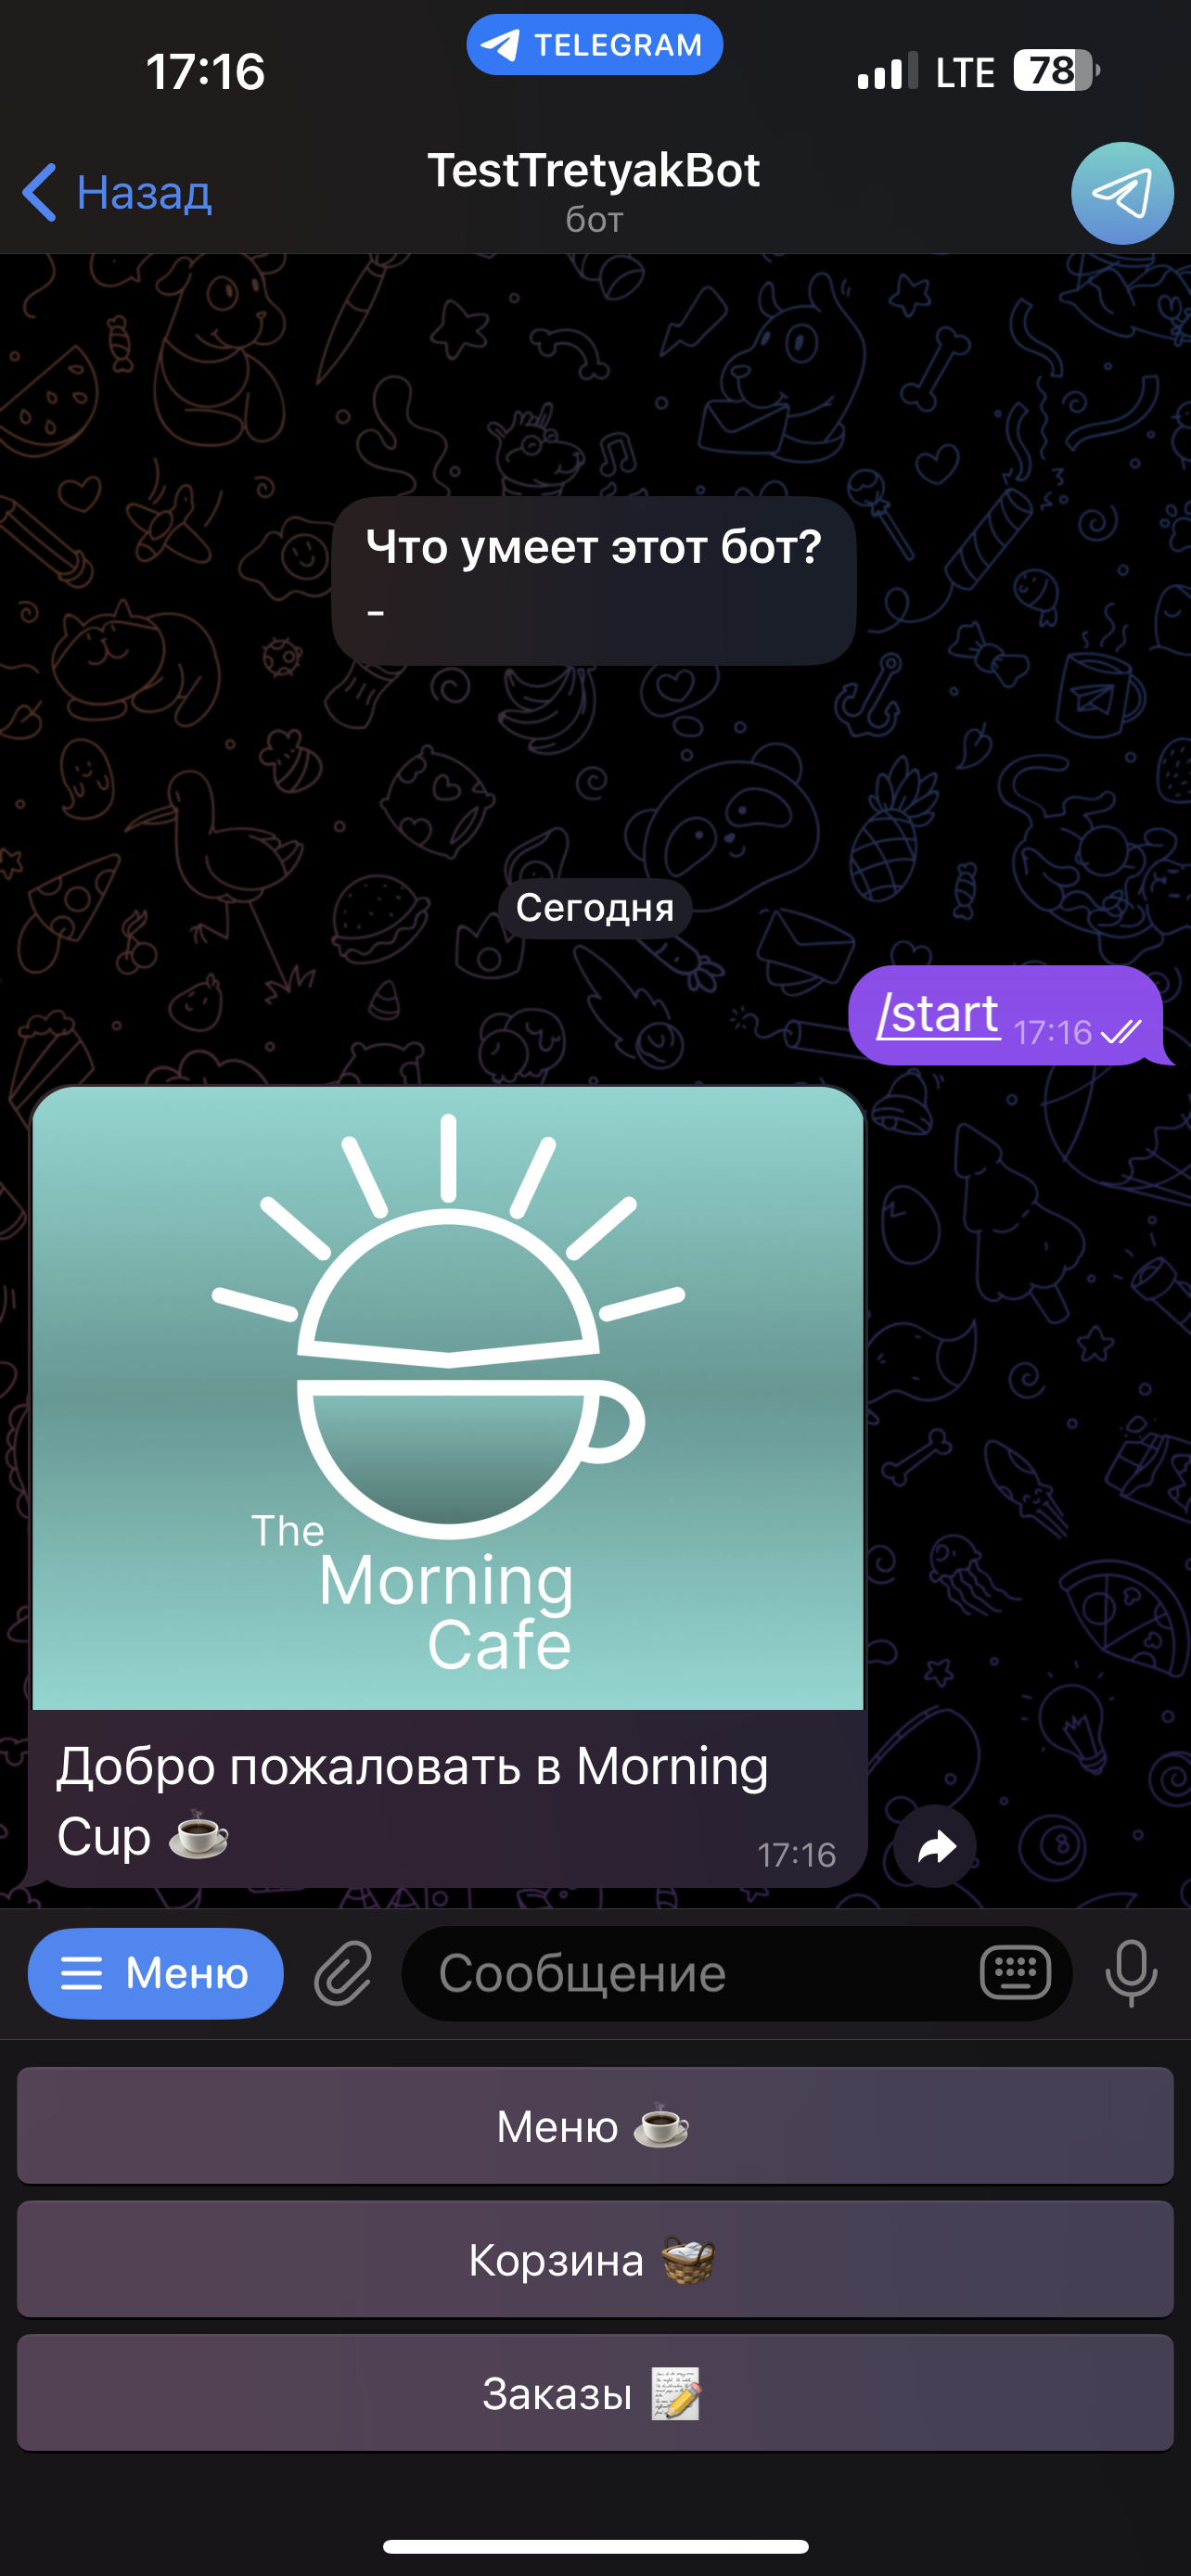 17:16
TELEGRAM
LTE
78
Назад
TestTretyakBot
бот
Что умеет этот бот?
-
Сегодня
/start 17:16
The
Morning
Cafe
Добро пожаловать в Morning
Cup ☕ 17:16
Меню
Сообщение
Меню ☕
Корзина 🧺
Заказы 📝